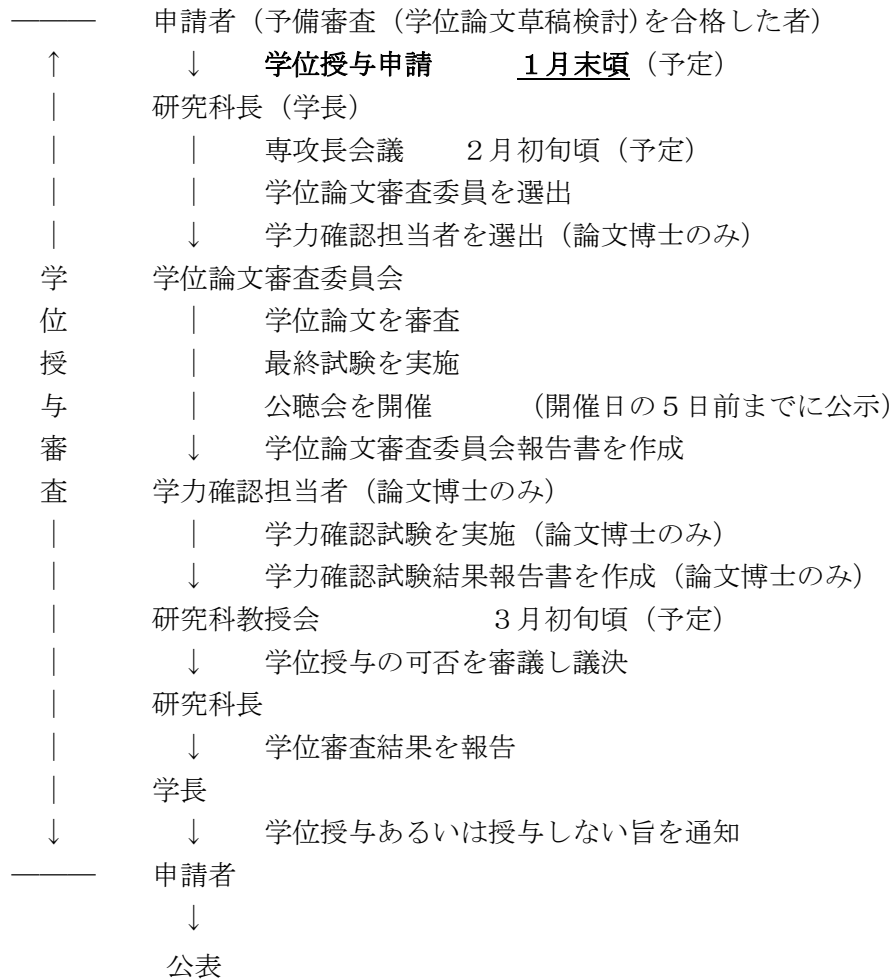 ――― 申請者（予備審査（学位論文草稿検討)を合格した者）
↑ ↓ 学位授与申請 １月末頃（予定）
｜ 研究科長（学長）
｜ ｜ 専攻長会議 ２月初旬頃（予定）
｜ ｜ 学位論文審査委員を選出
｜ ↓ 学力確認担当者を選出（論文博士のみ）
学 学位論文審査委員会
位 ｜ 学位論文を審査
授 ｜ 最終試験を実施
与 ｜ 公聴会を開催 （開催日の５日前までに公示）
審 ↓ 学位論文審査委員会報告書を作成
査 学力確認担当者（論文博士のみ）
｜ ｜ 学力確認試験を実施（論文博士のみ）
｜ ↓ 学力確認試験結果報告書を作成（論文博士のみ）
｜ 研究科教授会 ３月初旬頃（予定）
｜ ↓ 学位授与の可否を審議し議決
｜ 研究科長
｜ ↓ 学位審査結果を報告
｜ 学長
↓ ↓ 学位授与あるいは授与しない旨を通知
――― 申請者
↓
公表